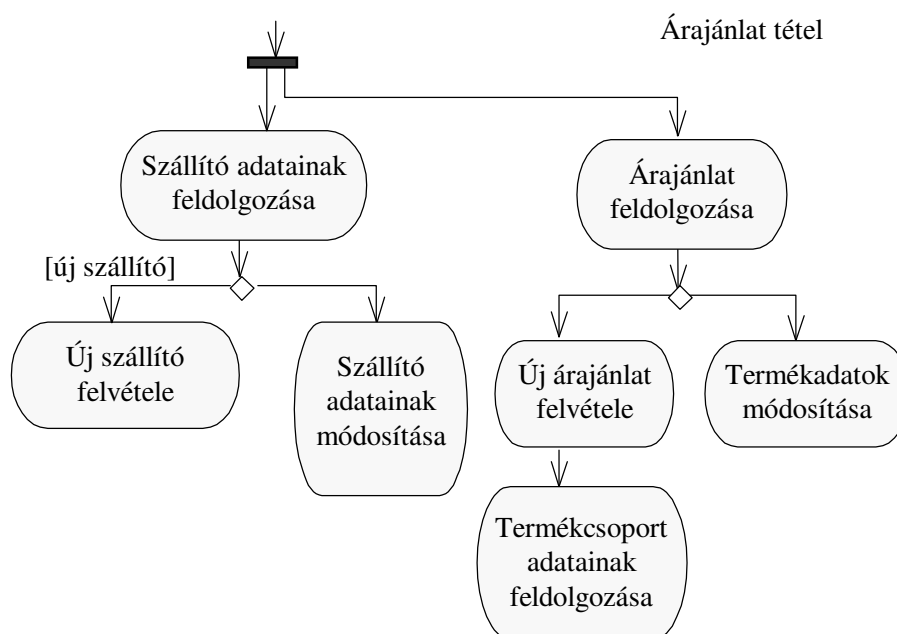 Árajánlat tétel
Szállító adatainak
feldolgozása
Árajánlat
feldolgozása
[új szállító]
Új szállító
felvétele
Szállító
adatainak
módosítása
Új árajánlat
felvétele
Termékadatok
módosítása
Termékcsoport
adatainak
feldolgozása